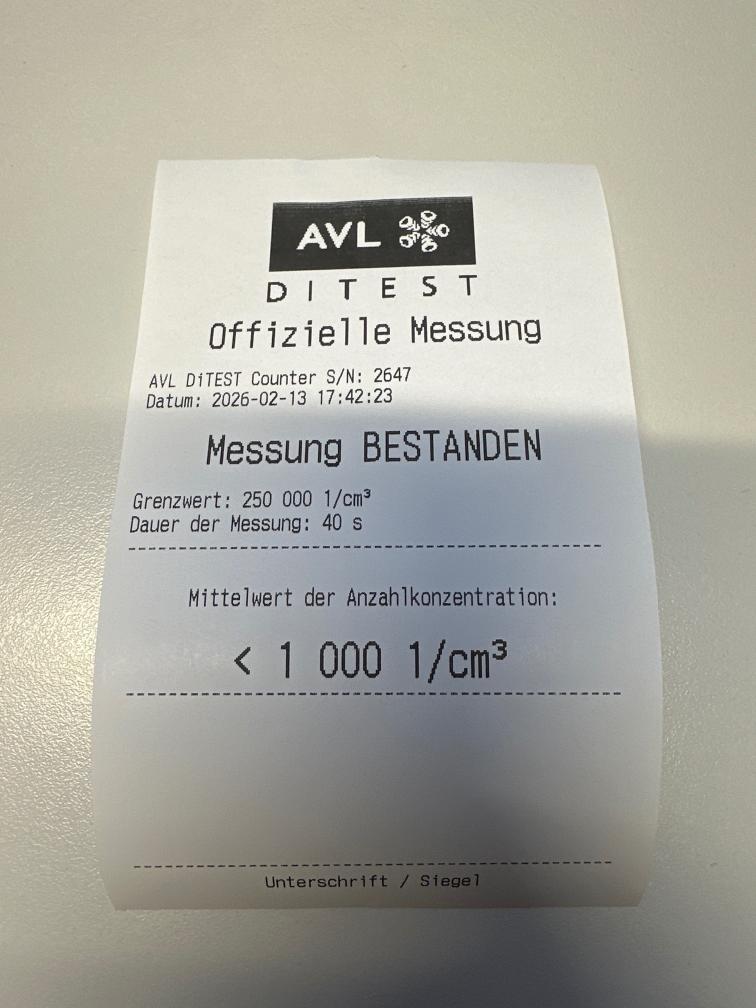 AVL
DITEST
Offizielle Messung
AVL DiTEST Counter S/N: 2647
Datum: 2026-02-13 17:42:23
Messung BESTANDEN
Grenzwert: 250 000 1/cm³
Dauer der Messung: 40 s
Mittelwert der Anzahlkonzentration:
< 1 000 1/cm³
Unterschrift / Siegel